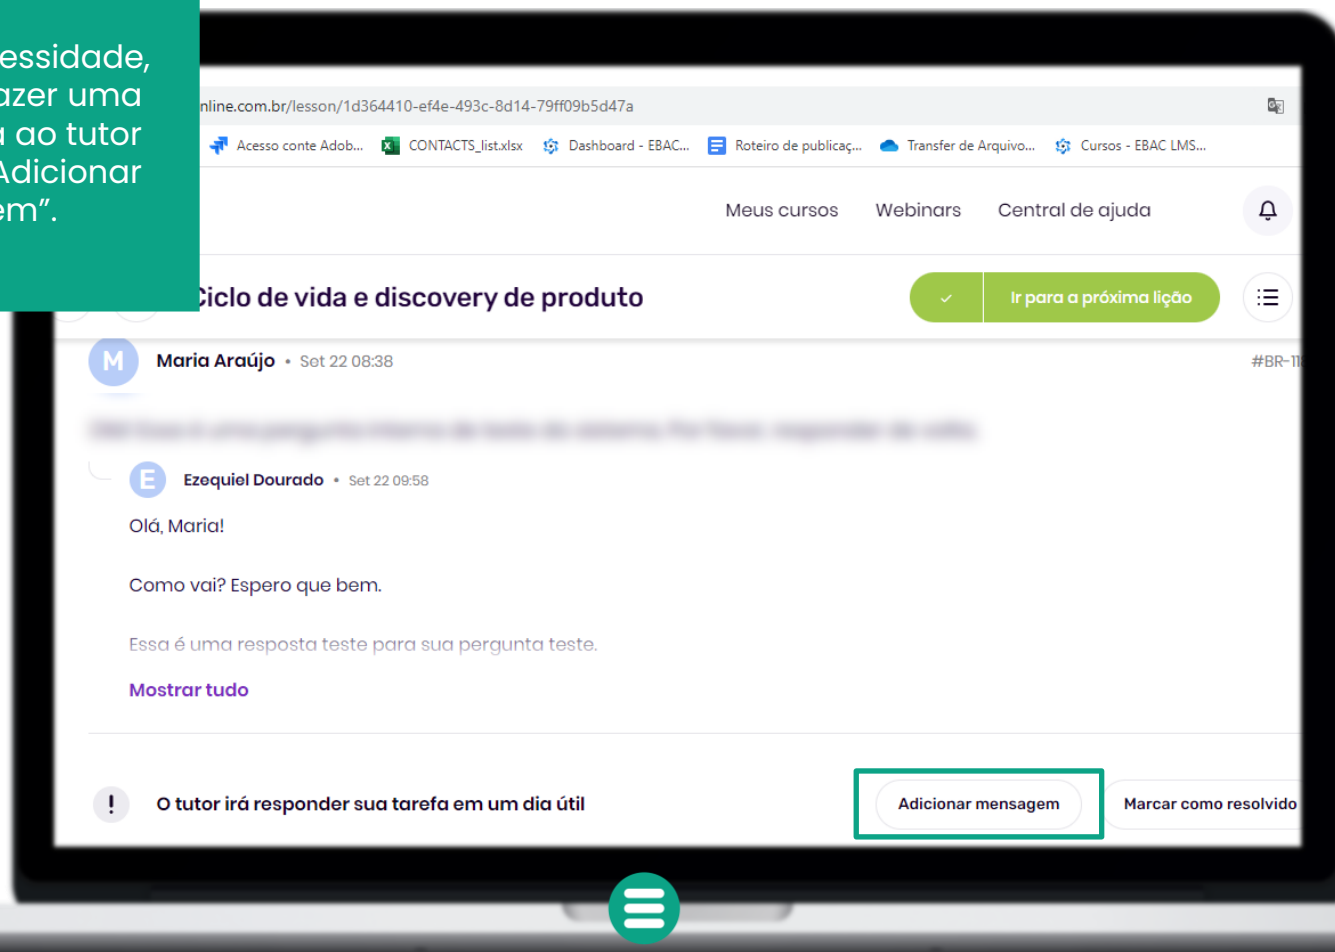 essidade,
azer uma
ao tutor
Adicionar
em”.
nline.com.br/lesson/1d364410-ef4e-493c-8d14-79ff09b5d47a
Acesso conte Adob... CONTACTS_list.xlsx Dashboard - EBAC... Roteiro de publicaç... Transfer de Arquivo... Cursos - EBAC LMS...
Meus cursos Webinars Central de ajuda
Ciclo de vida e discovery de produto
Ir para a próxima lição
M Maria Araújo • Set 22 08:38 #BR-118
E Ezequiel Dourado • Set 22 09:58
Olá, Maria!
Como vai? Espero que bem.
Essa é uma resposta teste para sua pergunta teste.
Mostrar tudo
! O tutor irá responder sua tarefa em um dia útil Adicionar mensagem Marcar como resolvido